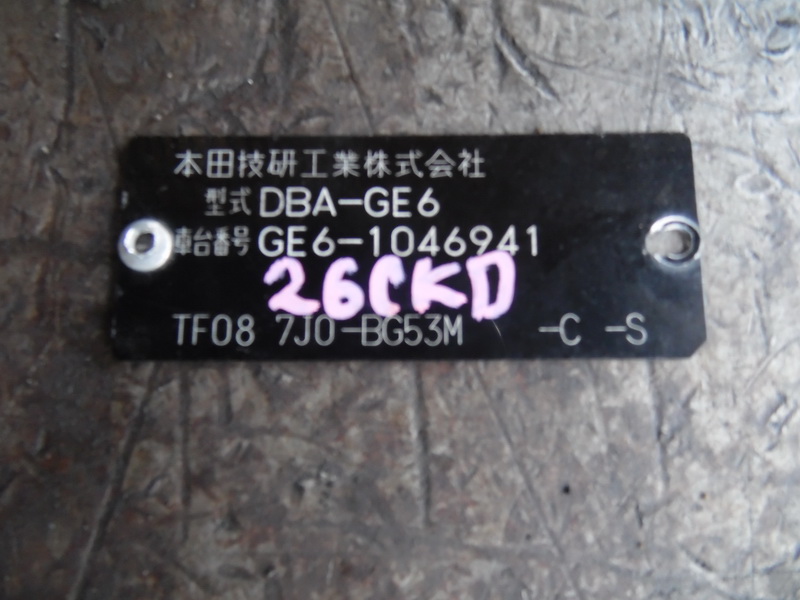 本田技研工業株式会社
型式 DBA-GE6
車台番号 GE6-1046941
26CKD
TF08 7J0-BG53M -C -S